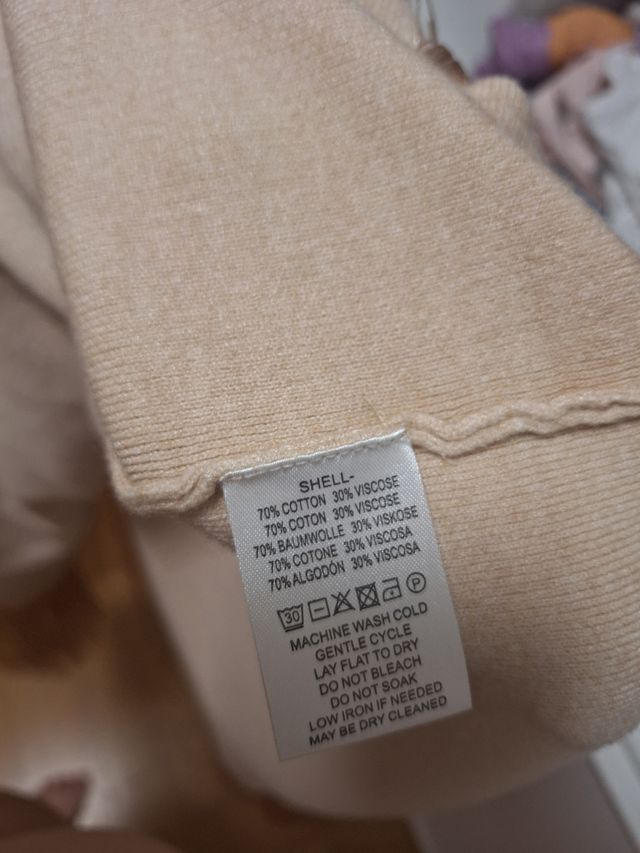 SHELL-
70% COTTON 30% VISCOSE
70% COTON 30% VISCOSE
70% BAUMWOLLE 30% VISKOSE
70% COTONE 30% VISCOSA
70% ALGODÓN 30% VISCOSA
30 P
MACHINE WASH COLD
GENTLE CYCLE
LAY FLAT TO DRY
DO NOT BLEACH
DO NOT SOAK
LOW IRON IF NEEDED
MAY BE DRY CLEANED